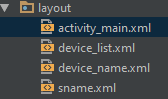 layout
activity_main.xml
device_list.xml
device_name.xml
sname.xml